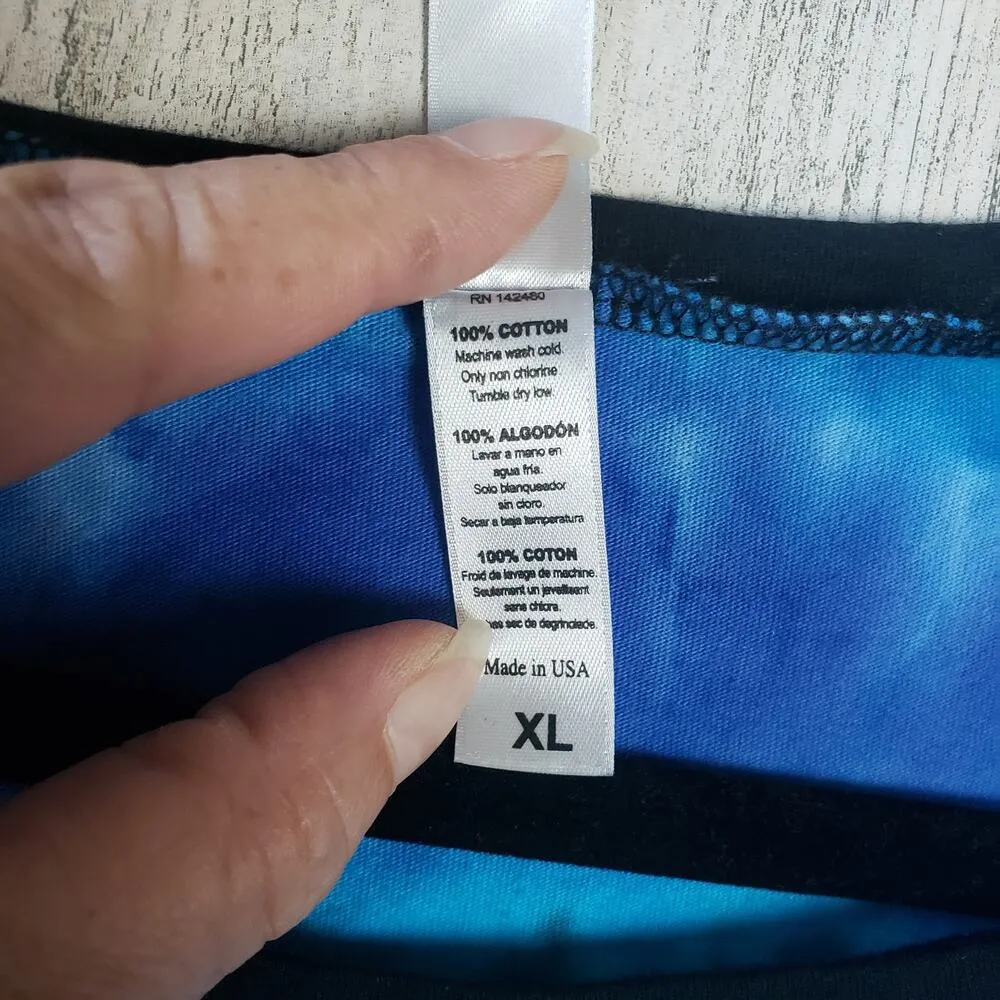 RN 142480
100% COTTON
Machine wash cold.
Only non chlorine
Tumble dry low
100% ALGODÓN
Lavar a mano en
agua fria.
Solo blanqueador
sin cloro.
Secar a baja temperatura
100% COTON
Froid de lavage de machine.
Seulement un javellisant
sans chlore.
sec de degringolade.
Made in USA
XL